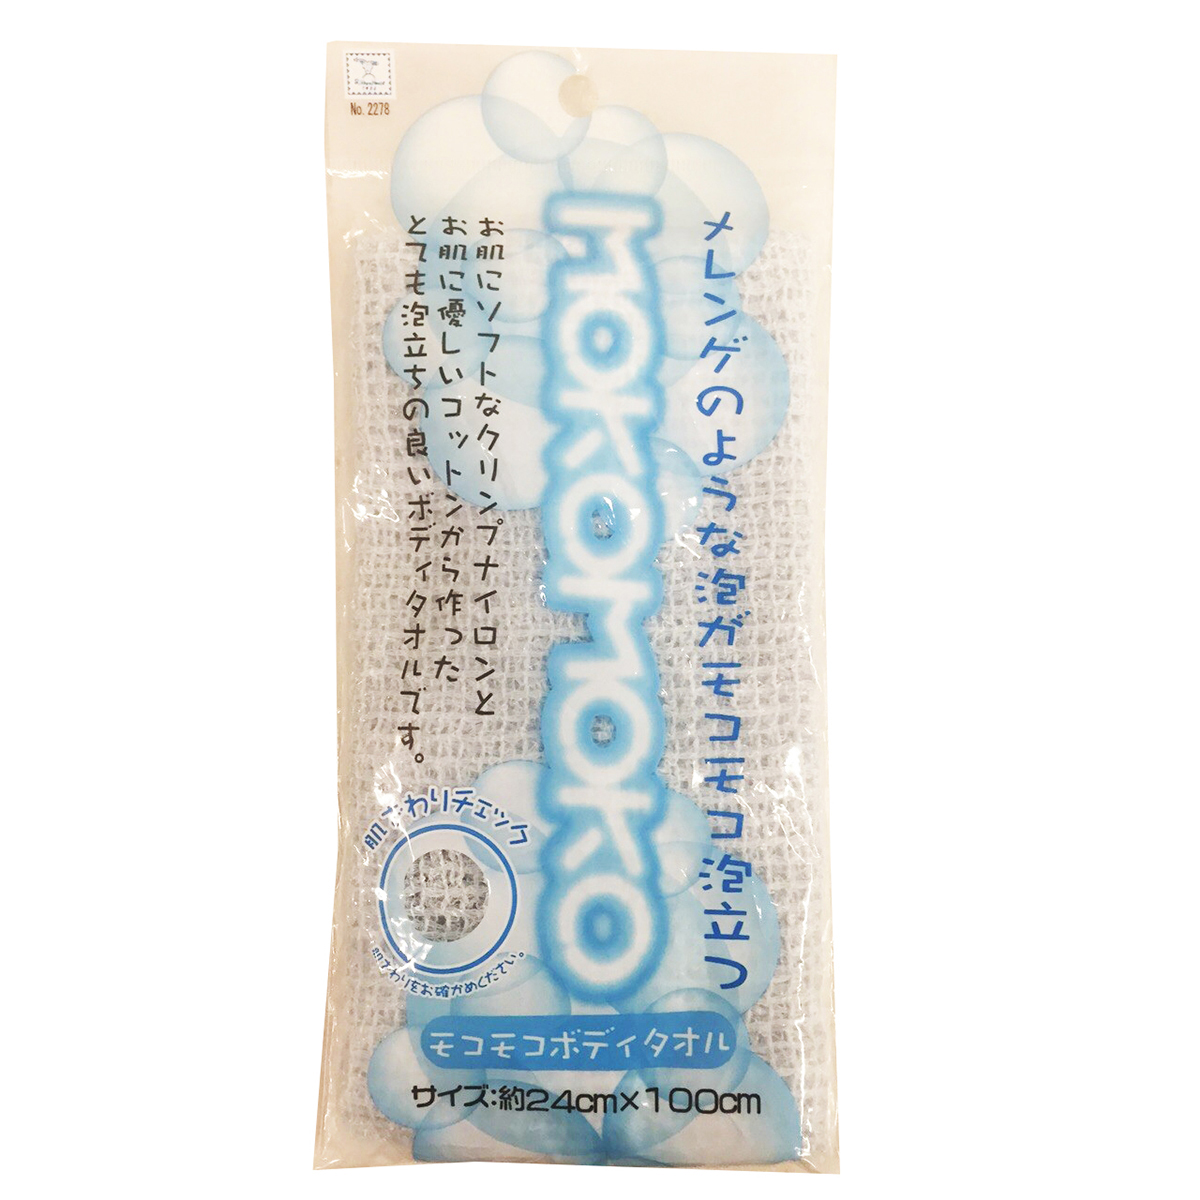 No. 2278
メレンゲのような泡がモコモコ泡立つ
mokomoko
お肌にソフトなクリンプナイロンと
お肌に優しいコットンから作った
とても泡立ちの良いボディタオルです。
肌ざわりチェック
肌ざわりをお確かめください。
モコモコボディタオル
サイズ:約24cm×100cm